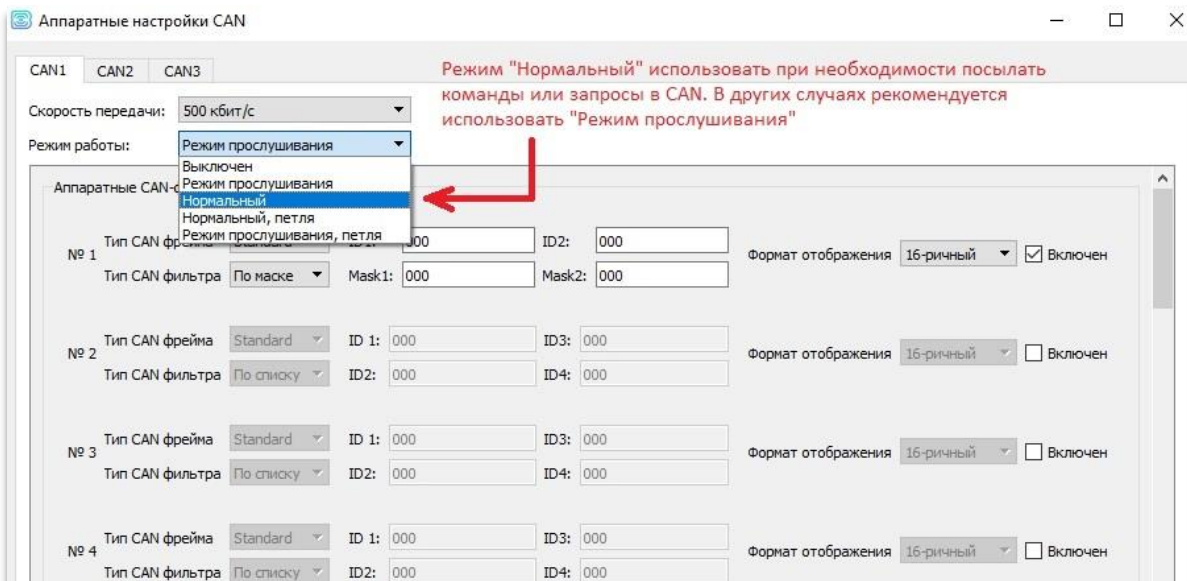 Аппаратные настройки CAN
CAN1 CAN2 CAN3
Режим "Нормальный" использовать при необходимости посылать
команды или запросы в CAN. В других случаях рекомендуется
использовать "Режим прослушивания"
Скорость передачи: 500 кбит/с
Режим работы: Режим прослушивания
Выключен
Режим прослушивания
Нормальный
Нормальный, петля
Режим прослушивания, петля
Аппаратные CAN-
№ 1
Тип CAN 000 ID2: 000
Тип CAN фильтра По маске Mask1: 000 Mask2: 000
Формат отображения 16-ричный Включен
№ 2
Тип CAN фрейма Standard ID 1: 000 ID3: 000
Тип CAN фильтра По списку ID2: 000 ID4: 000
Формат отображения 16-ричный Включен
№ 3
Тип CAN фрейма Standard ID 1: 000 ID3: 000
Тип CAN фильтра По списку ID2: 000 ID4: 000
Формат отображения 16-ричный Включен
№ 4
Тип CAN фрейма Standard ID 1: 000 ID3: 000
Тип CAN фильтра По списку ID2: 000 ID4: 000
Формат отображения 16-ричный Включен